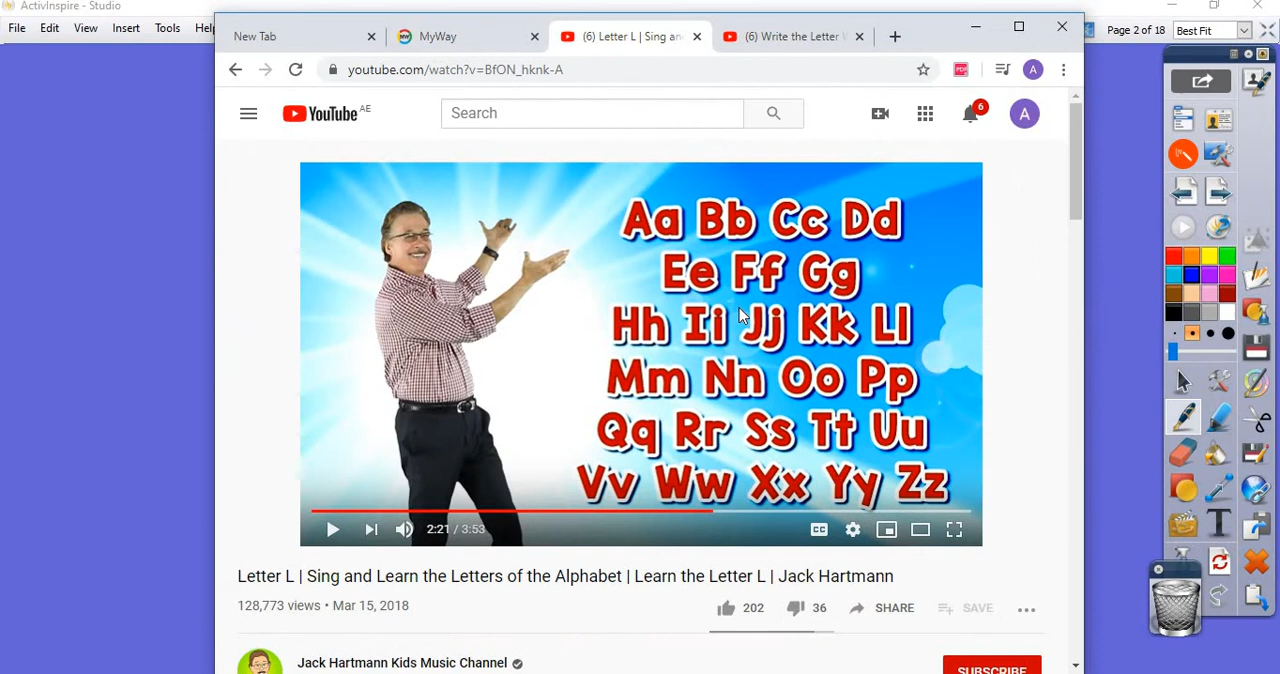 ActivInspire - Studio
File Edit View Insert Tools Help
New Tab
MyWay
(6) Letter L | Sing an
(6) Write the Letter
Page 2 of 18
Best Fit
youtube.com/watch?v=BfON_hknk-A
A
YouTube AE
Search
6
A
Aa Bb Cc Dd
Ee Ff Gg
Hh Ii Jj Kk Ll
Mm Nn Oo Pp
Qq Rr Ss Tt Uu
Vv Ww Xx Yy Zz
2:21 / 3:53
CC
Letter L | Sing and Learn the Letters of the Alphabet | Learn the Letter L | Jack Hartmann
128,773 views • Mar 15, 2018
202
36
SHARE
SAVE
Jack Hartmann Kids Music Channel
SUBSCRIBE